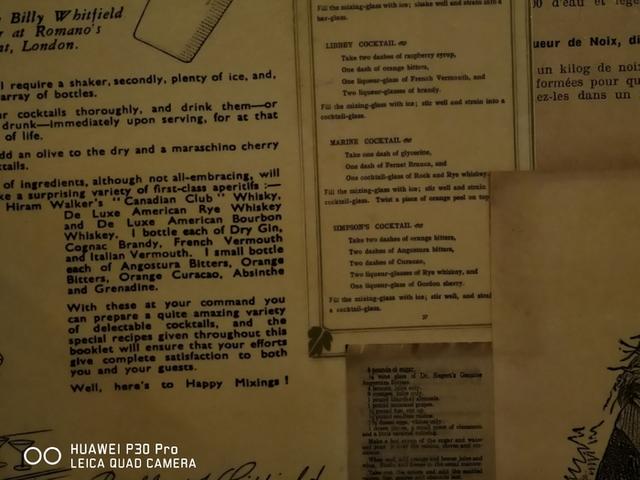 Billy Whitfield
er at Romano's
nt, London.
l require a shaker, secondly, plenty of ice, and,
array of bottles.
ur cocktails thoroughly, and drink them—or
drunk—immediately upon serving, for at that
of life.
dd an olive to the dry and a maraschino cherry
tails.
of ingredients, although not all-embracing, will
ke a surprising variety of first-class aperitifs :—
Hiram Walker's "Canadian Club" Whisky,
De Luxe American Rye Whiskey
and De Luxe American Bourbon
Whiskey. 1 bottle each of Dry Gin,
Cognac Brandy, French Vermouth
and Italian Vermouth. 1 small bottle
each of Angostura Bitters, Orange
Bitters, Orange Curacao, Absinthe
and Grenadine.
With these at your command you
can prepare a quite amazing variety
of delectable cocktails, and the
special recipes given throughout this
booklet will ensure that your efforts
give complete satisfaction to both
you and your guests.
Well, here's to Happy Mixings !
Fill the mixing-glass with ice; shake well and strain into a
bar-glass.
LIBBEY COCKTAIL
Take two dashes of raspberry syrup,
One dash of orange bitters,
One liqueur-glass of French Vermouth, and
Two liqueur-glasses of brandy.
Fill the mixing-glass with ice; stir well and strain into a
cocktail-glass.
MARINE COCKTAIL
Take one dash of glycerine,
One dash of Fernet Branca, and
One cocktail-glass of Rock and Rye whiskey.
Fill the mixing-glass with ice; stir well and strain
cocktail-glass. Twist a piece of orange peel on top
SIMPSON'S COCKTAIL
Take two dashes of orange bitters,
Two dashes of Angostura bitters,
Two dashes of Curacao,
Two liqueur-glasses of Rye whiskey, and
One liqueur-glass of Gordon sherry.
Fill the mixing-glass with ice; stir well, and strai
a cocktail-glass.
37
d'eau et lége
ueur de Noix, di
un kilog de noix
formées pour qu
ez-les dans un
wine glass of Dr. Siegert's Genuine
Angostura Bitters.
HUAWEI P30 Pro
LEICA QUAD CAMERA